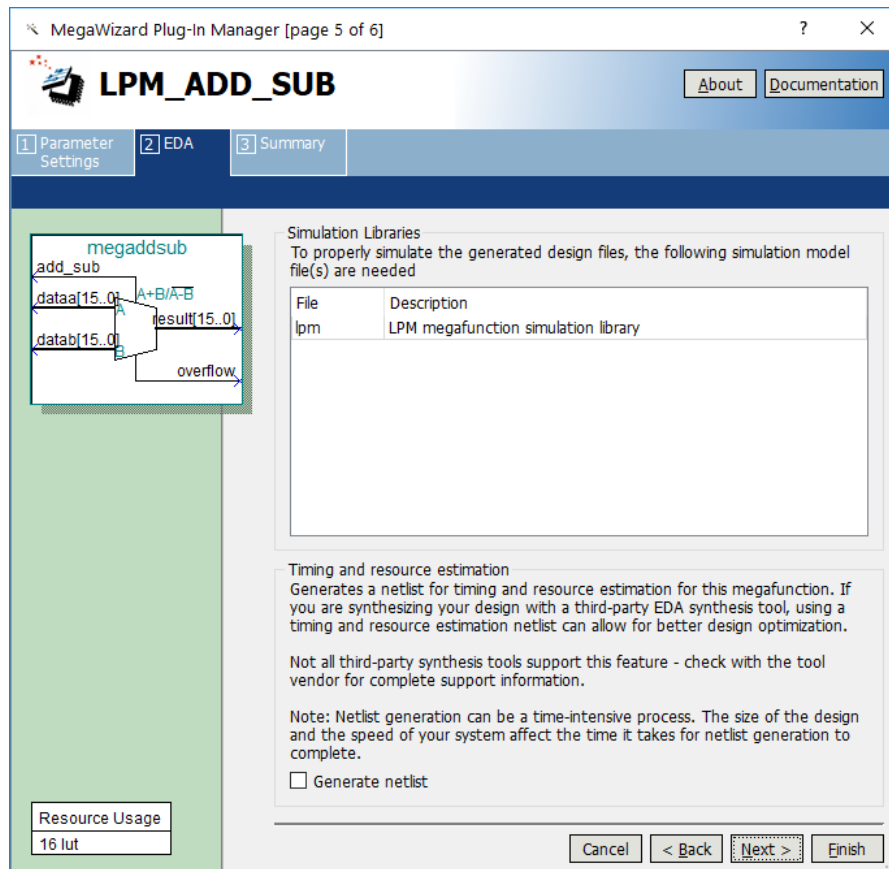 MegaWizard Plug-In Manager [page 5 of 6]
?
LPM_ADD_SUB
About
Documentation
1 Parameter
Settings
2 EDA
3 Summary
megaddsub
add_sub
dataa[15..0]
A+B/A-B
A
result[15..0]
datab[15..0]
B
overflow
Simulation Libraries
To properly simulate the generated design files, the following simulation model
file(s) are needed
File Description
lpm LPM megafunction simulation library
Timing and resource estimation
Generates a netlist for timing and resource estimation for this megafunction. If
you are synthesizing your design with a third-party EDA synthesis tool, using a
timing and resource estimation netlist can allow for better design optimization.
Not all third-party synthesis tools support this feature - check with the tool
vendor for complete support information.
Note: Netlist generation can be a time-intensive process. The size of the design
and the speed of your system affect the time it takes for netlist generation to
complete.
Generate netlist
Resource Usage
16 lut
Cancel
< Back
Next >
Finish